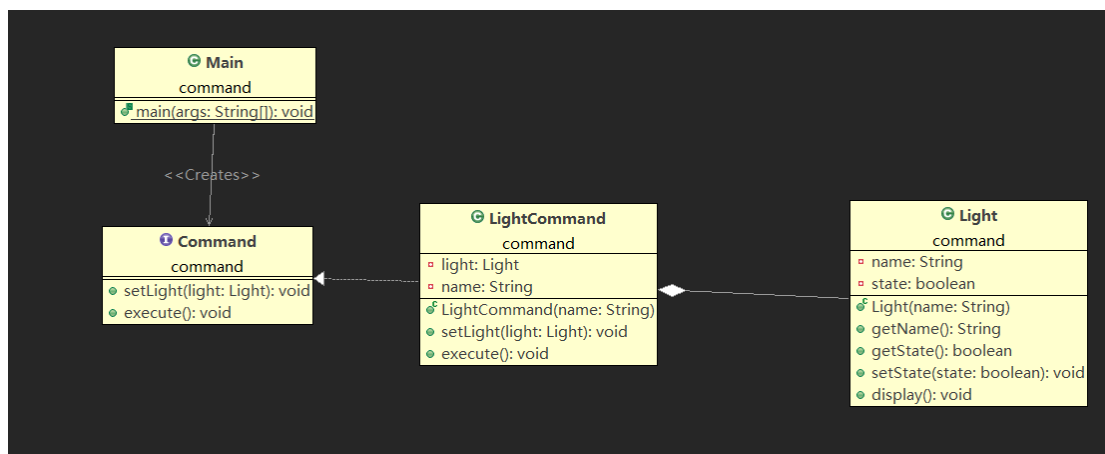 Main
command
main(args: String[]): void
<<Creates>>
Command
command
setLight(light: Light): void
execute(): void
LightCommand
command
light: Light
name: String
LightCommand(name: String)
setLight(light: Light): void
execute(): void
Light
command
name: String
state: boolean
Light(name: String)
getName(): String
getState(): boolean
setState(state: boolean): void
display(): void